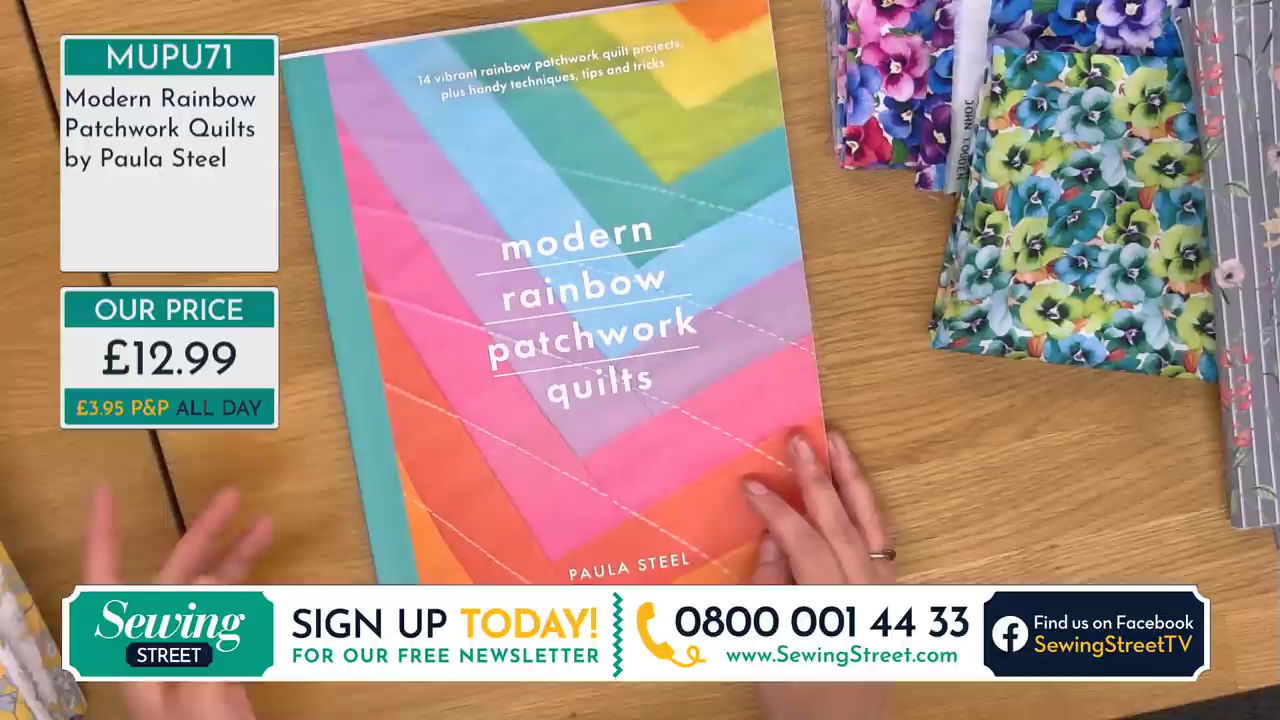 MUPU71
Modern Rainbow
Patchwork Quilts
by Paula Steel
OUR PRICE
£12.99
£3.95 P&P ALL DAY
14 vibrant rainbow patchwork quilt projects,
plus handy techniques, tips and tricks
modern
rainbow
patchwork
quilts
PAULA STEEL
JOHN LOUDEN
Sewing
STREET
SIGN UP TODAY!
FOR OUR FREE NEWSLETTER
0800 001 44 33
www.SewingStreet.com
Find us on Facebook
SewingStreetTV